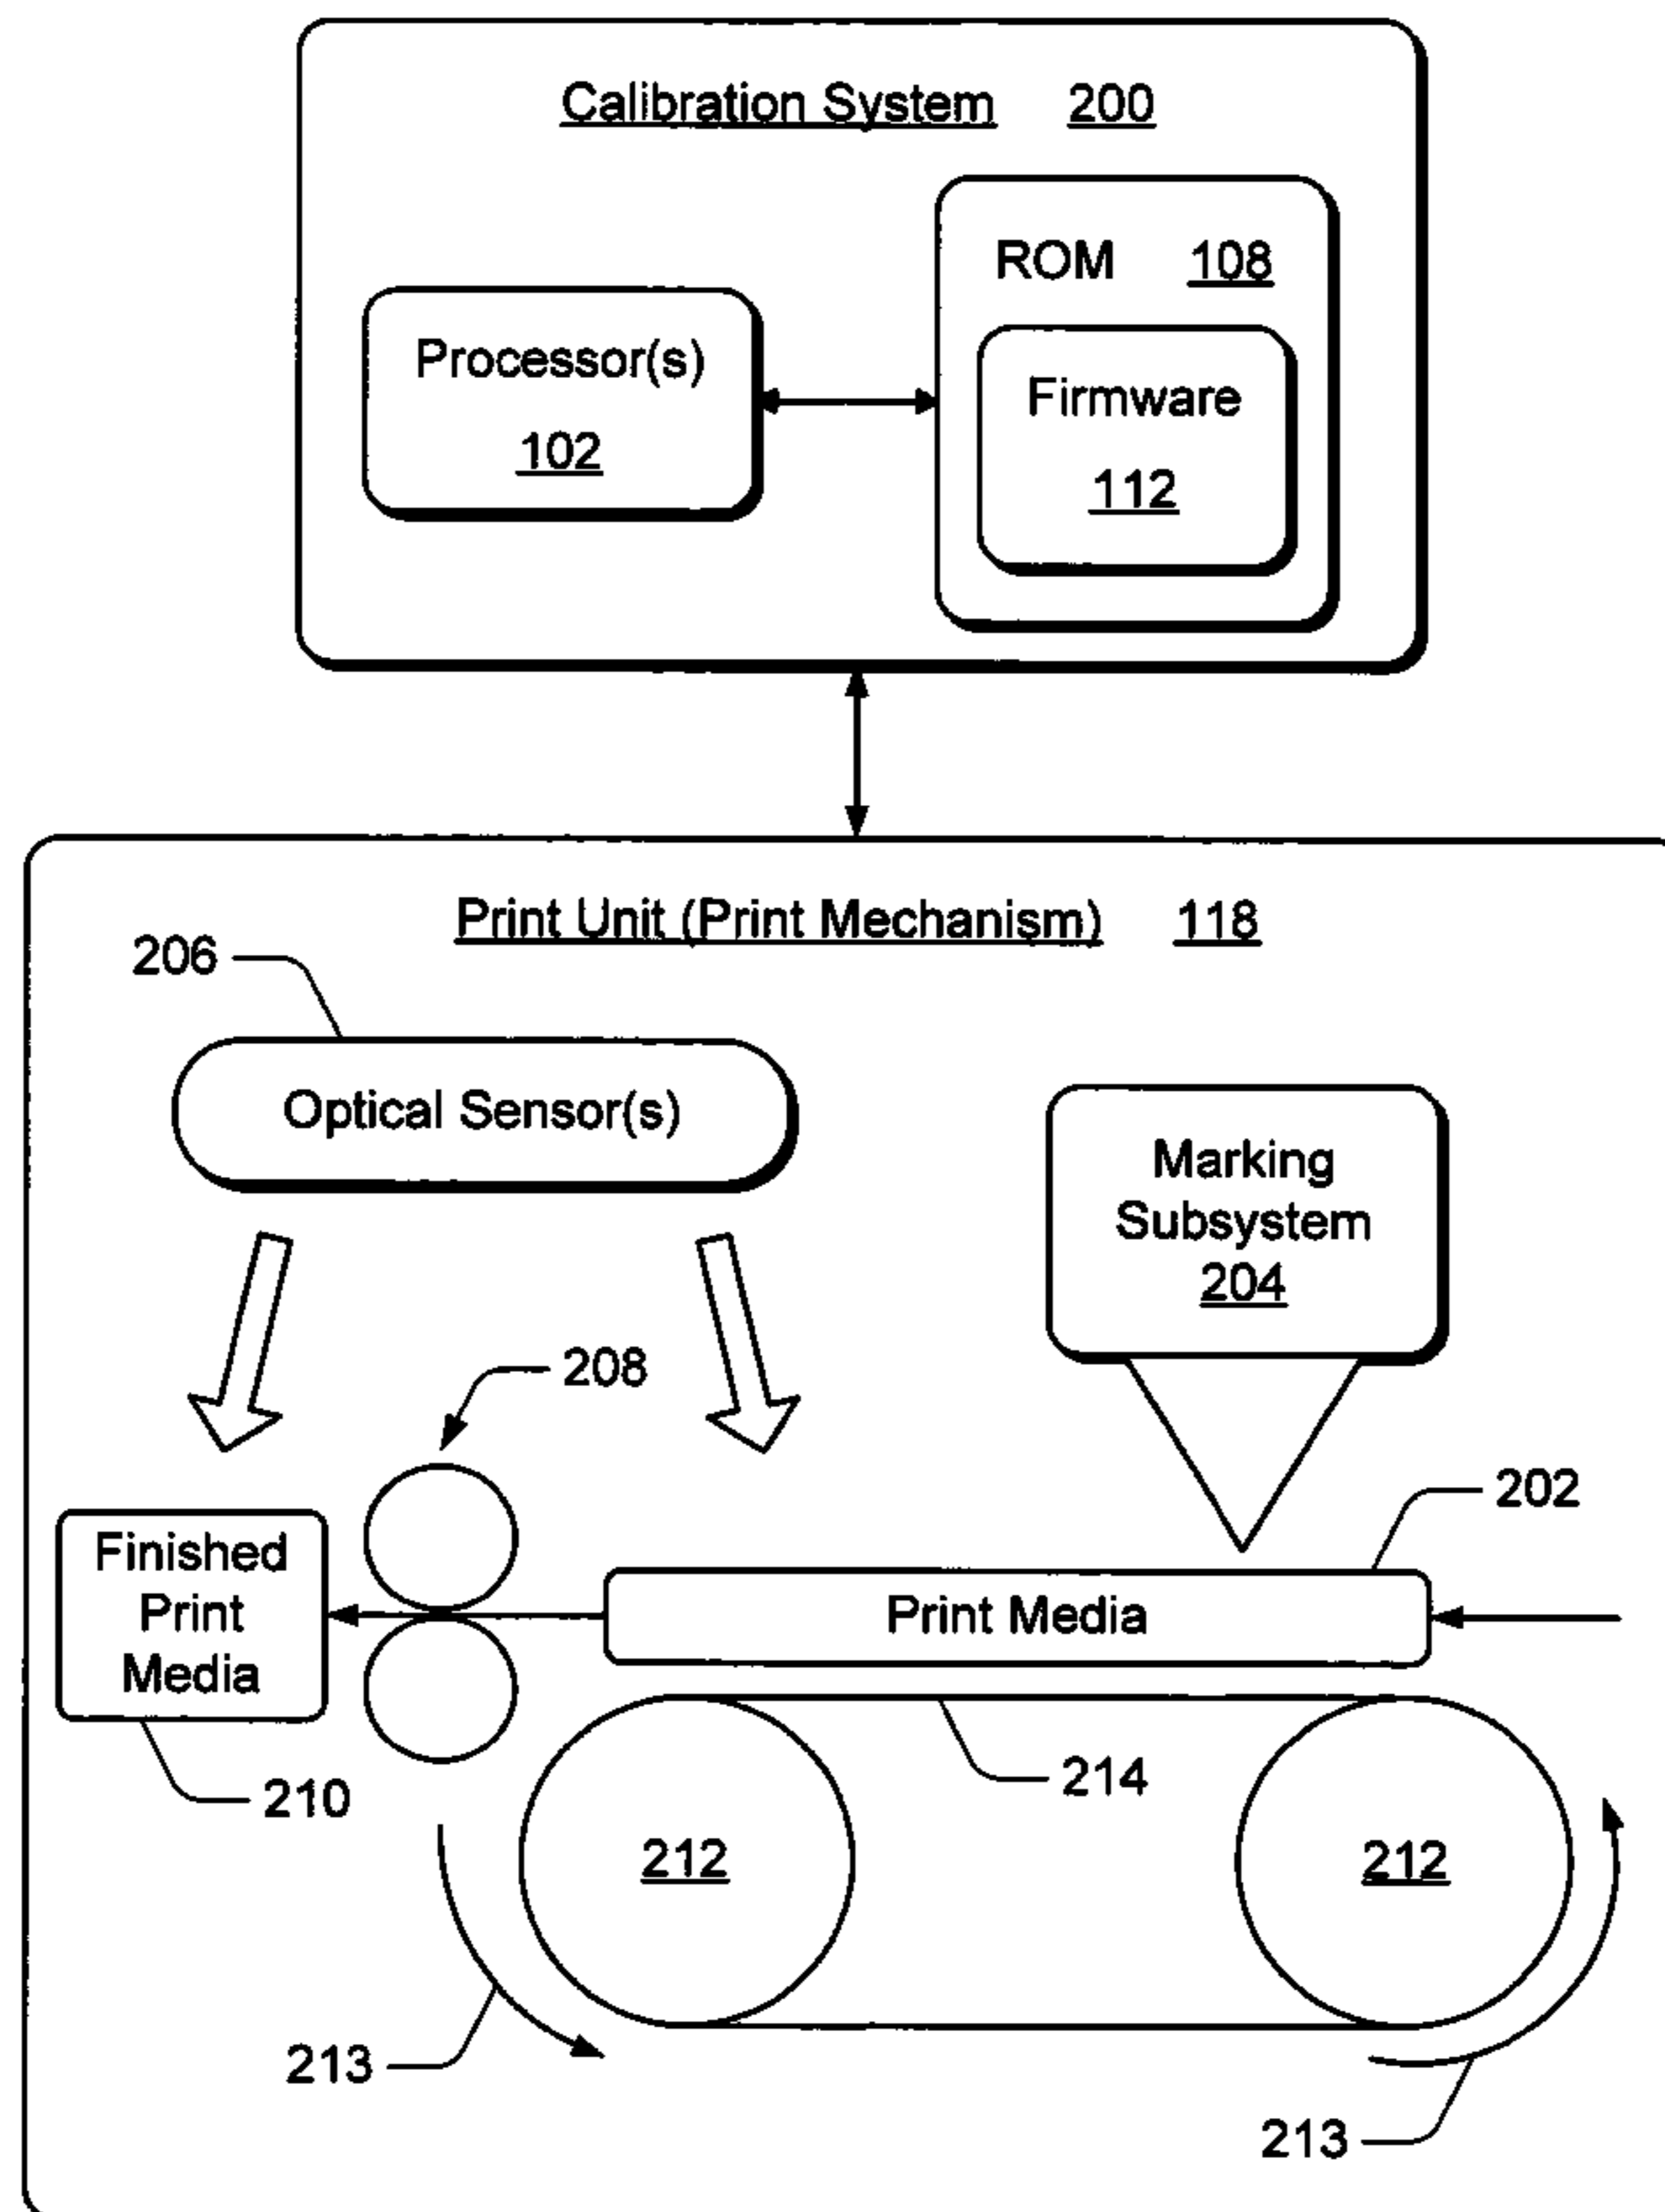 Calibration System 200
ROM 108
Processor(s)
102
Firmware
112
Print Unit (Print Mechanism) 118
206
Optical Sensor(s)
Marking
Subsystem
204
208
202
Finished
Print
Media
Print Media
214
210
212
212
213
213